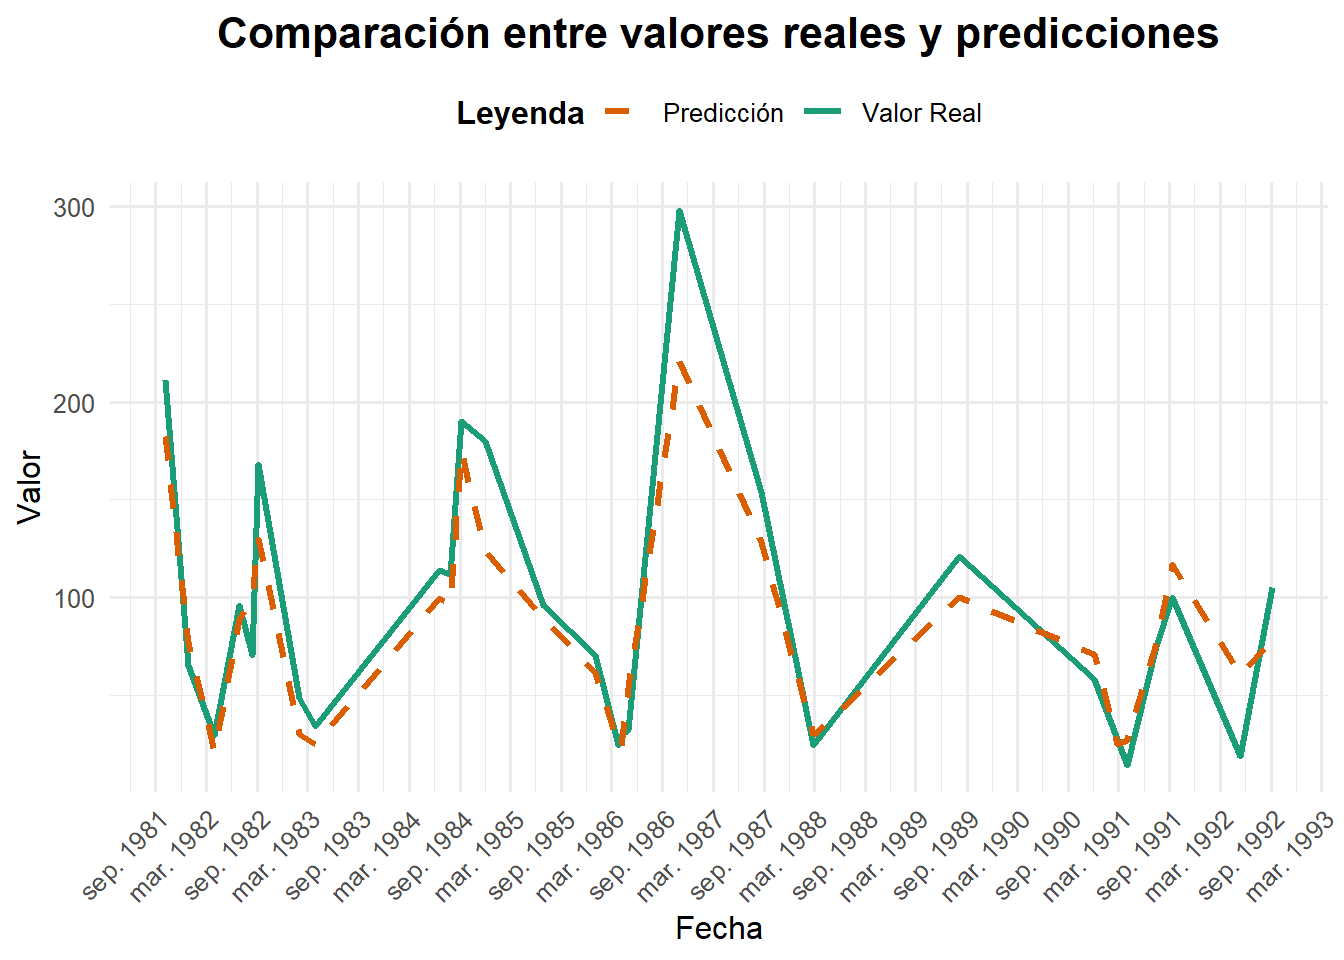 Comparación entre valores reales y predicciones
Leyenda Predicción Valor Real
300
200
100
Valor
sep. 1981
mar. 1982
sep. 1982
mar. 1983
sep. 1983
mar. 1984
sep. 1984
mar. 1985
sep. 1985
mar. 1986
sep. 1986
mar. 1987
sep. 1987
mar. 1988
sep. 1988
mar. 1989
sep. 1989
mar. 1990
sep. 1990
mar. 1991
sep. 1991
mar. 1992
sep. 1992
mar. 1993
Fecha